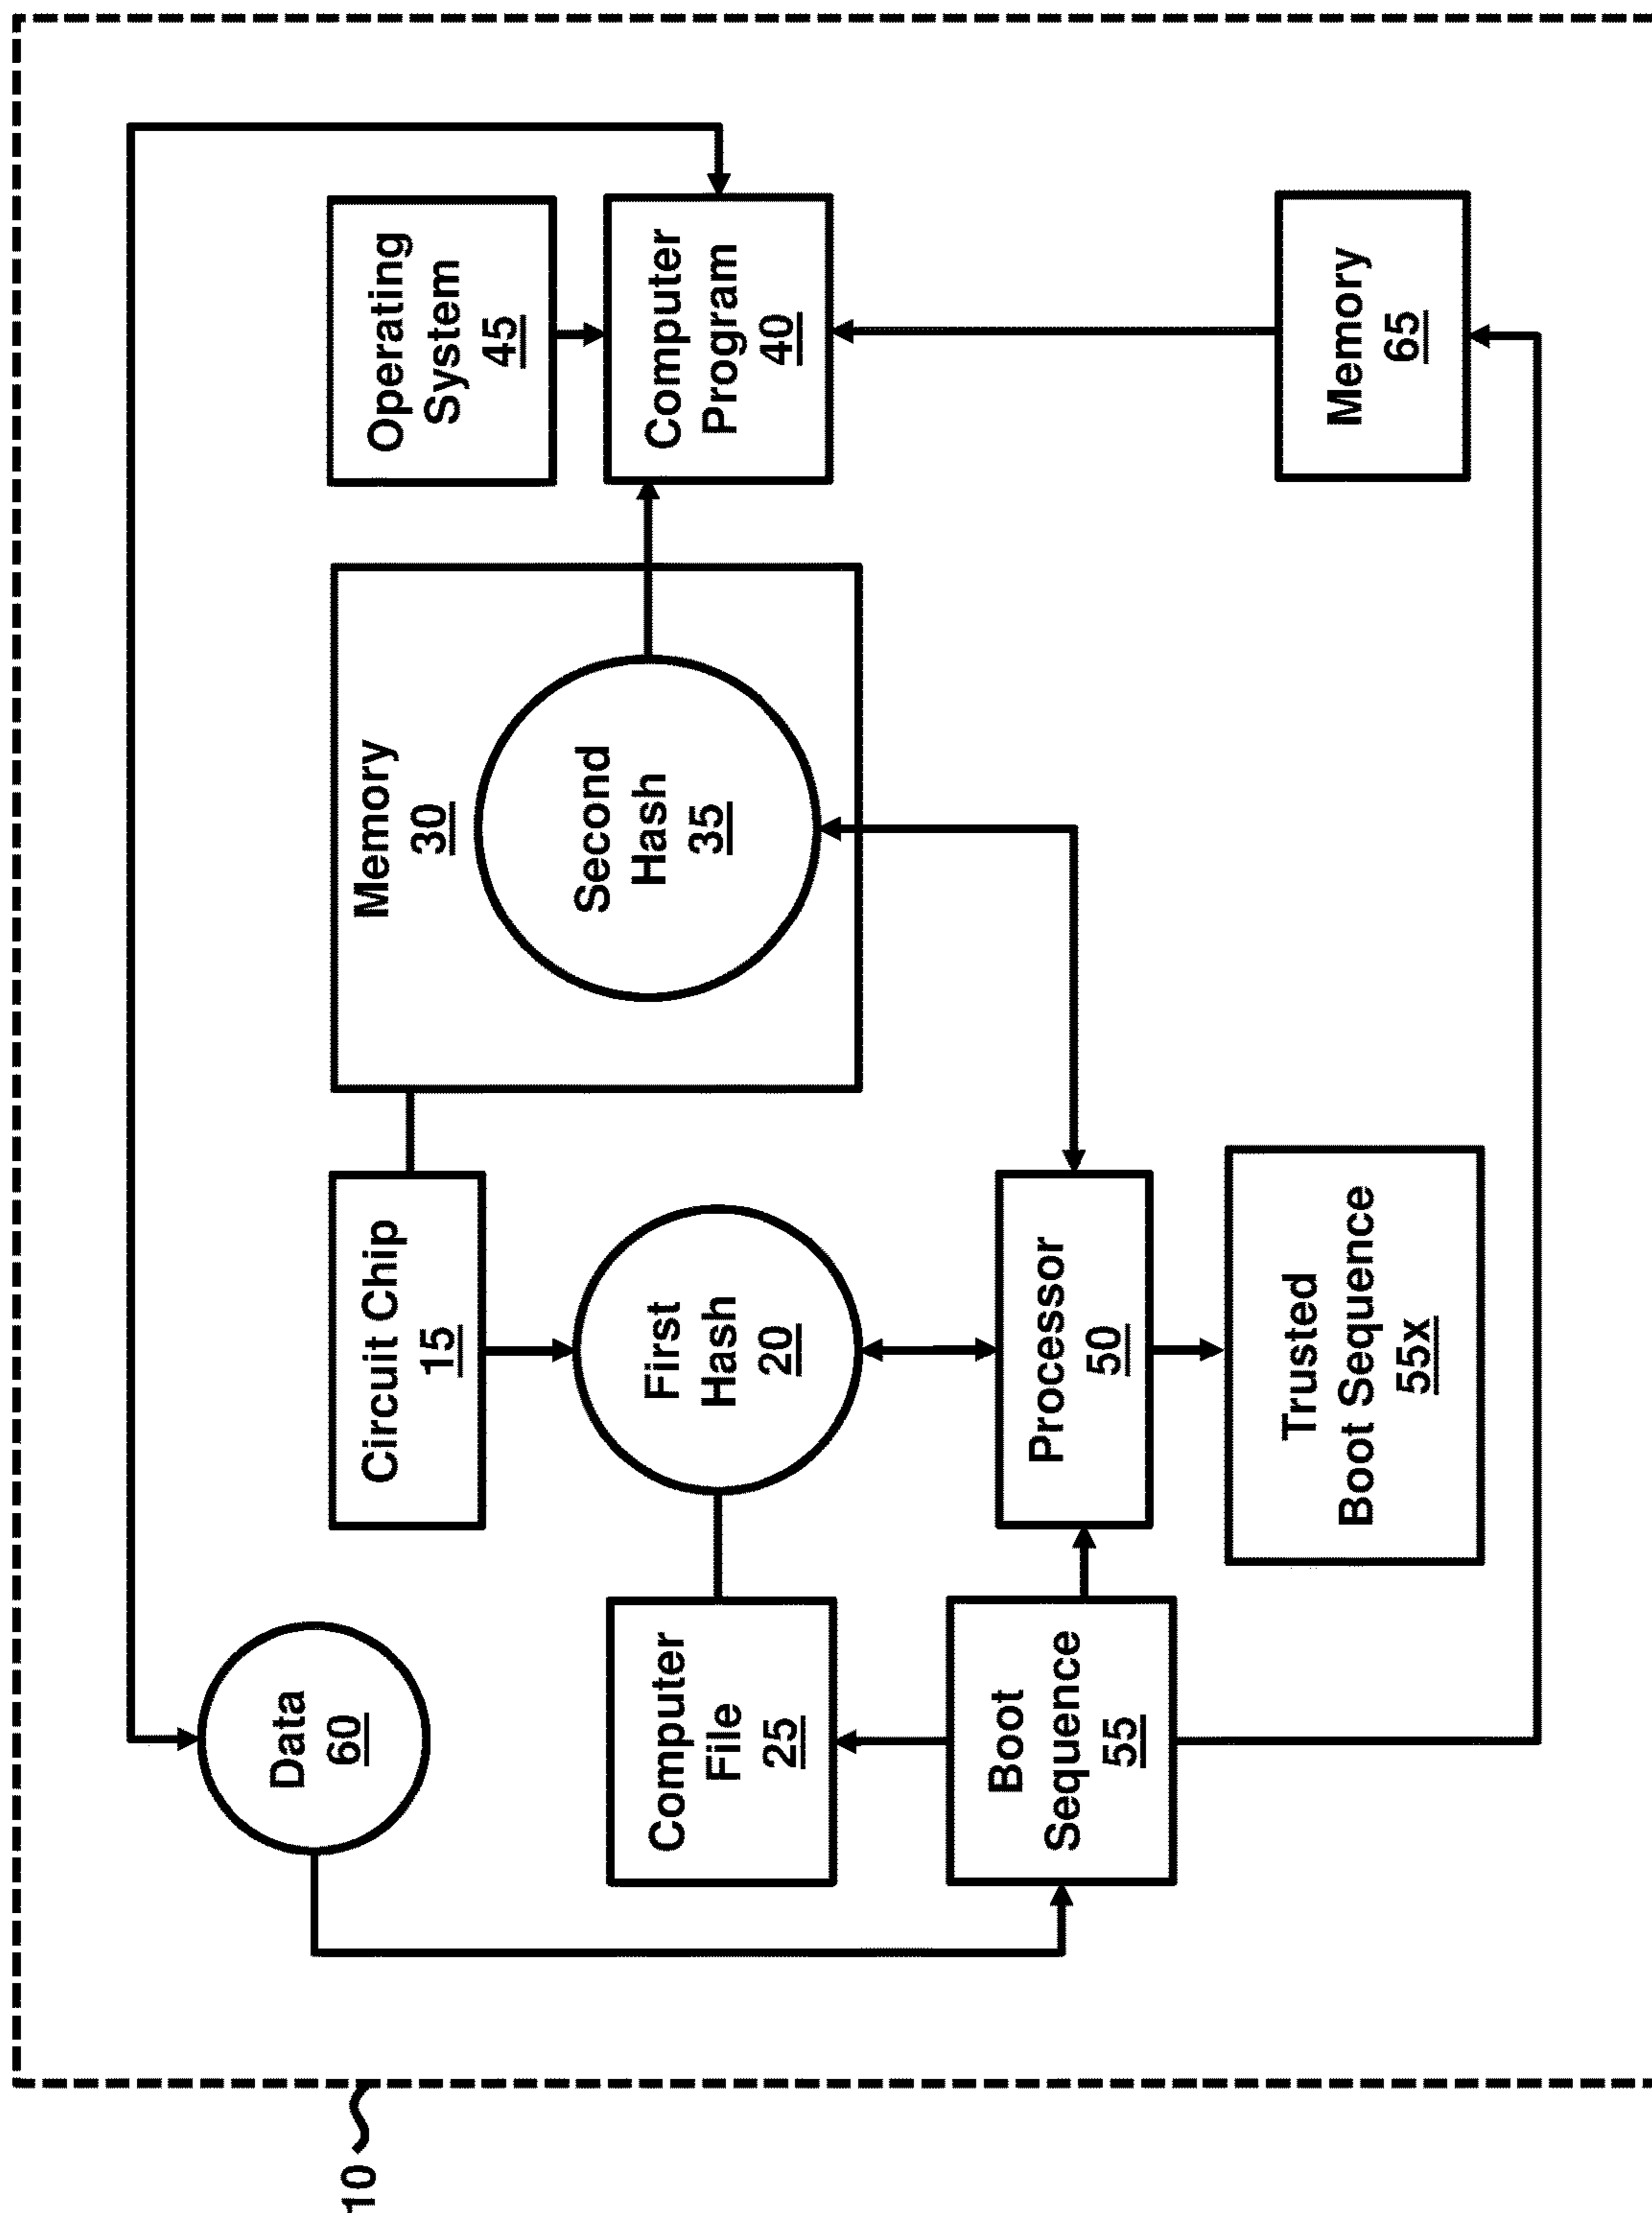 10
Data
60
Circuit Chip
15
Memory
30
Operating
System
45
Computer
File
25
First
Hash
20
Second
Hash
35
Computer
Program
40
Boot
Sequence
55
Processor
50
Trusted
Boot Sequence
55x
Memory
65